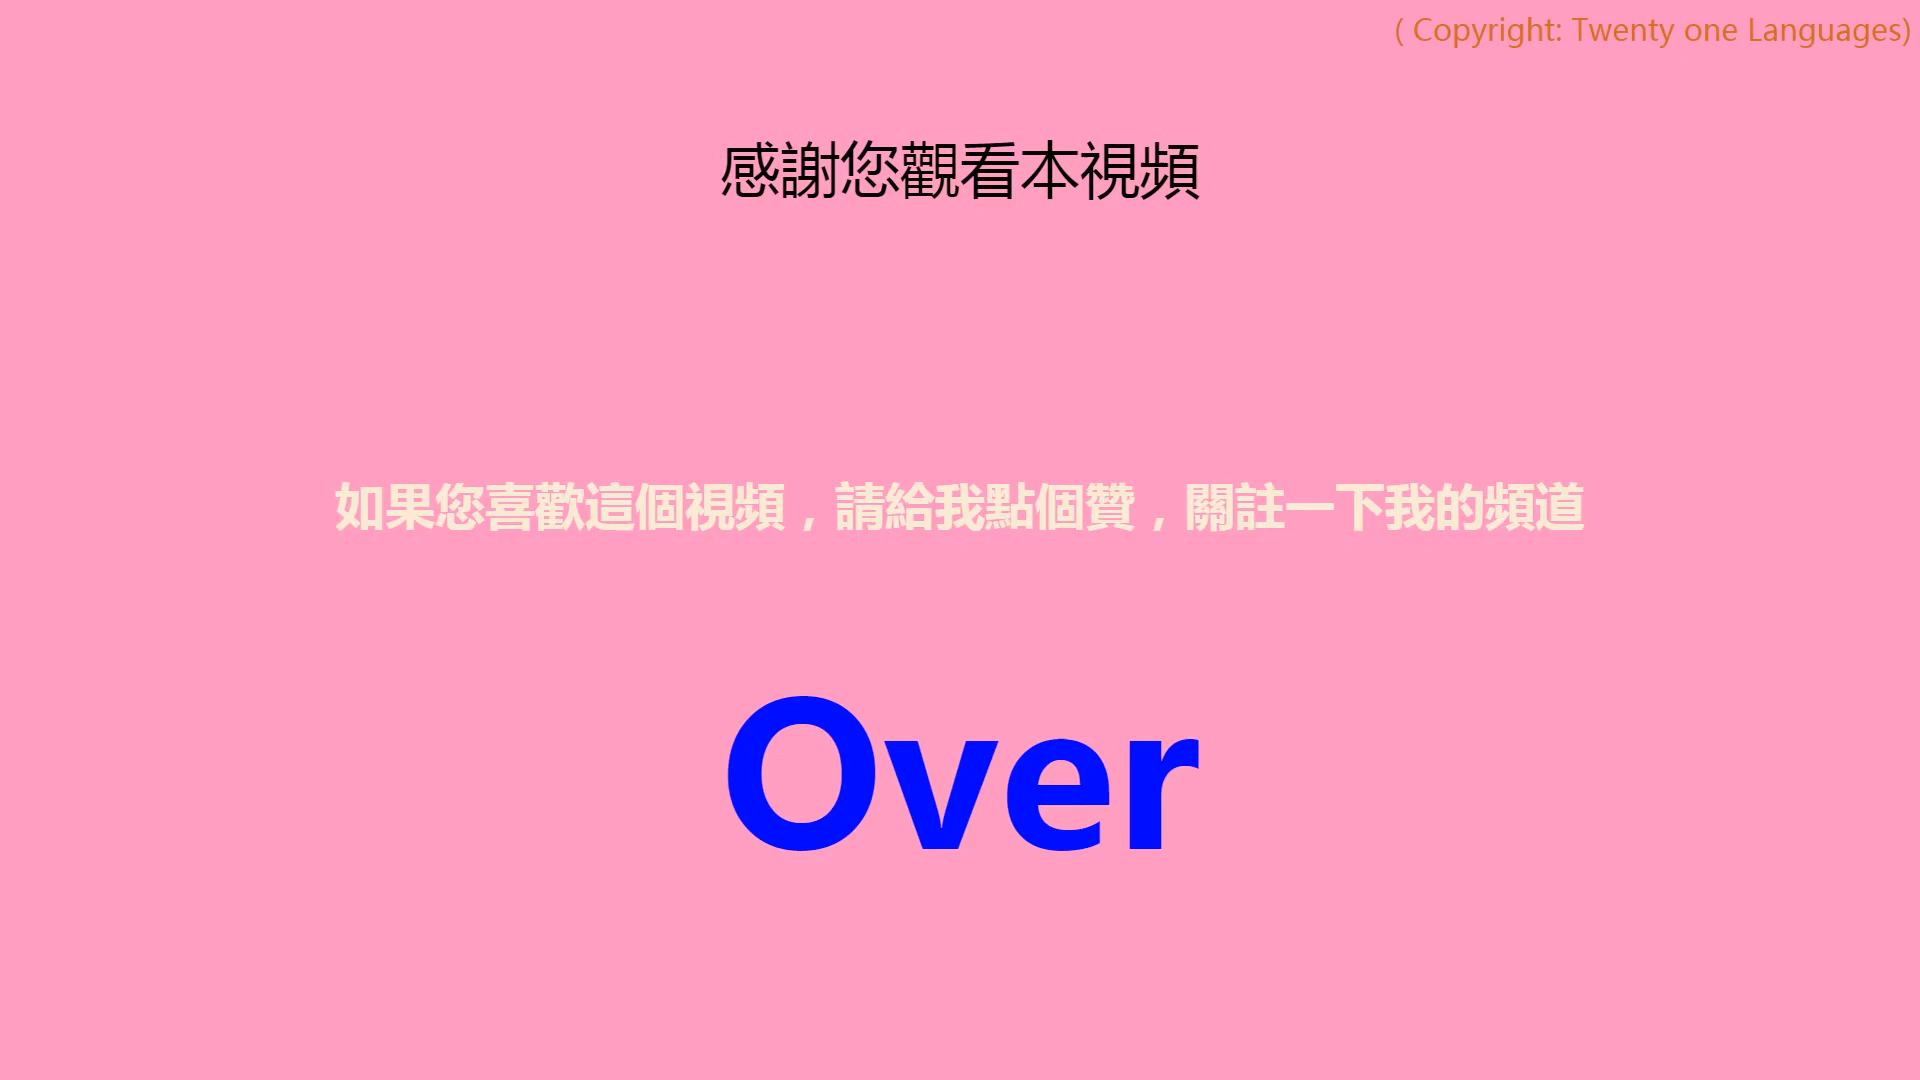 ( Copyright: Twenty one Languages)
感謝您觀看本視頻
如果您喜歡這個視頻，請給我點個贊，關註一下我的頻道
Over